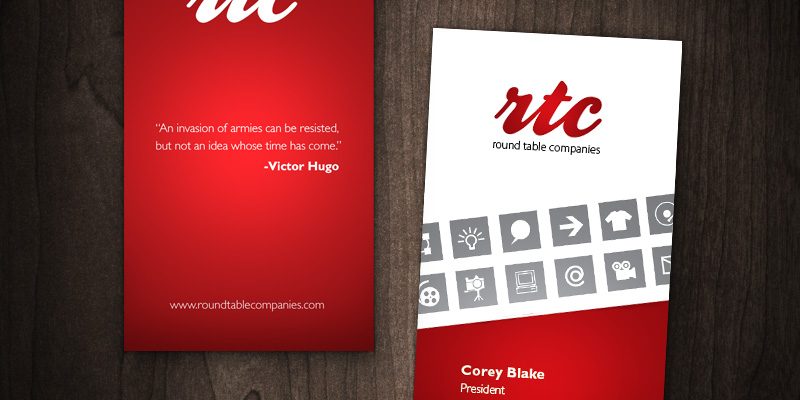 rtc
“An invasion of armies can be resisted,
but not an idea whose time has come.”
-Victor Hugo
www.roundtablecompanies.com
rtc
round table companies
@
Corey Blake
President